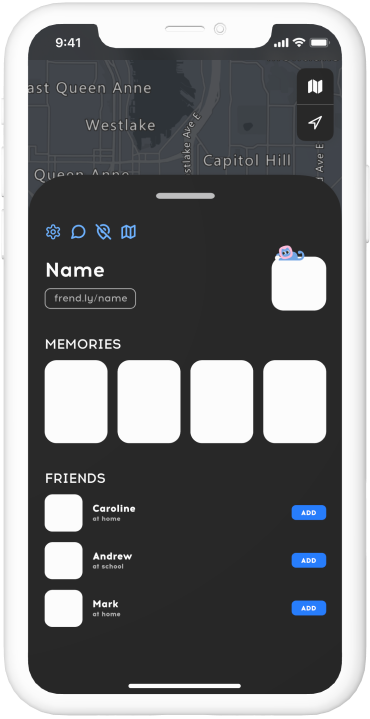 9:41
ast Queen Anne
Westlake
stlake Ave E
Capitol Hill
Ave E
Queen Anne
Name
frend.ly/name
MEMORIES
FRIENDS
Caroline
at home
ADD
Andrew
at school
ADD
Mark
at home
ADD